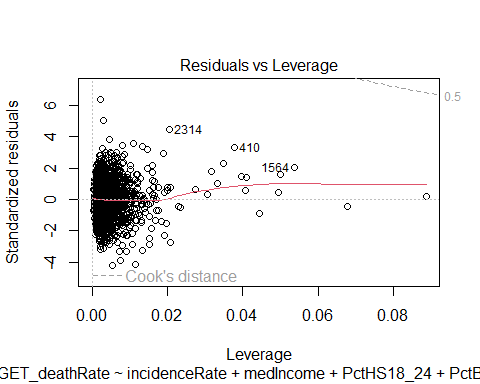 Residuals vs Leverage
Standardized residuals
6
4
2
0
-2
-4
0.5
2314
410
1564
Cook's distance
0.00 0.02 0.04 0.06 0.08
Leverage
GET_deathRate ~ incidenceRate + medIncome + PctHS18_24 + PctB